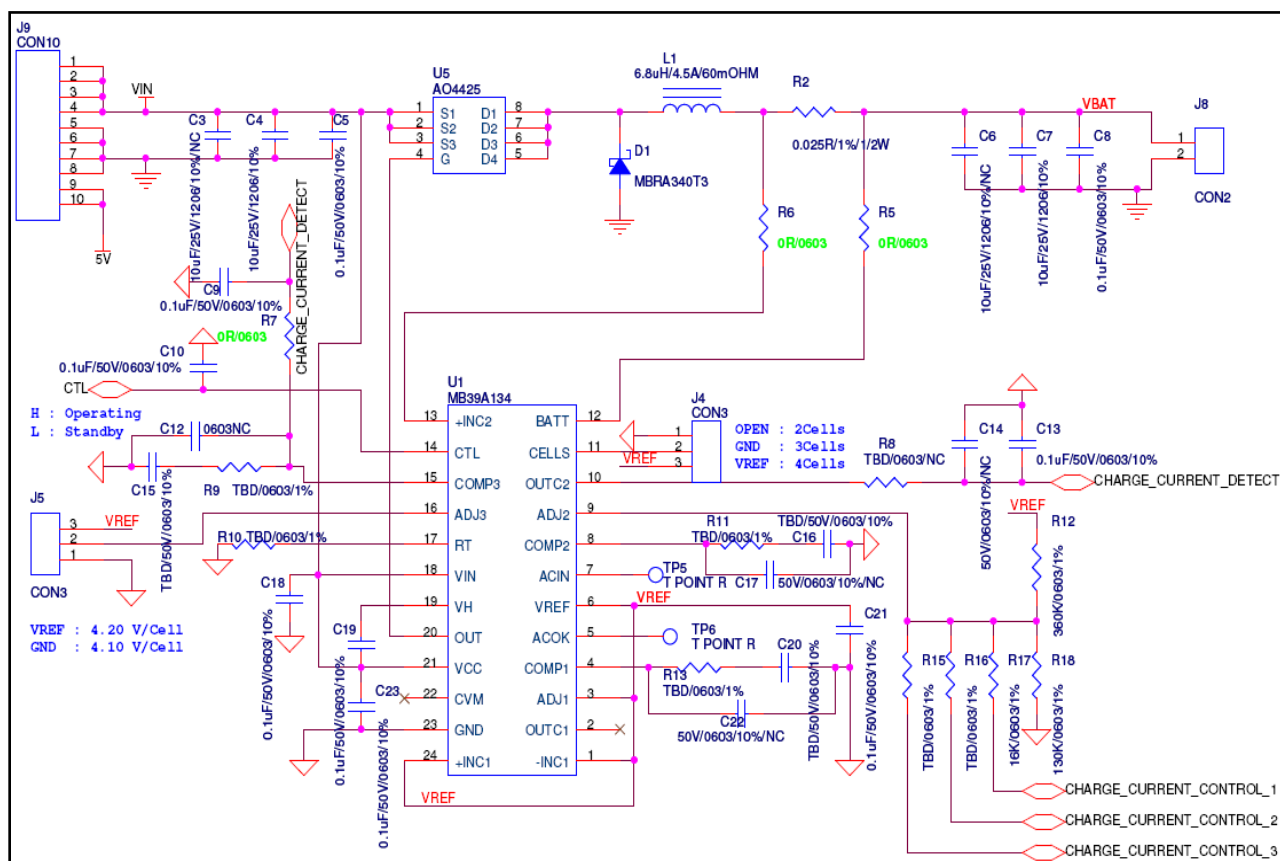 J9
CON10
1
2
3
4
5
6
7
8
9
10
VIN
5V
C3
10uF/25V/1206/10%/NC
C4
10uF/25V/1206/10%
C5
0.1uF/50V/0603/10%
U5
AO4425
1
2
3
4
S1
S2
S3
G
D1
D2
D3
D4
8
7
6
5
L1
6.8uH/4.5A/60mOHM
D1
MBRA340T3
R2
0.025R/1%/1/2W
R6
0R/0603
R5
0R/0603
VBAT
C6
10uF/25V/1206/10%/NC
C7
10uF/25V/1206/10%
C8
0.1uF/50V/0603/10%
J8
1
2
CON2
CHARGE_CURRENT_DETECT
C9
0.1uF/50V/0603/10%
R7
0R/0603
C10
0.1uF/50V/0603/10%
CTL
H : Operating
L : Standby
C12
0603NC
C15
TBD/50V/0603/10%
R9
TBD/0603/1%
J5
3
2
1
CON3
VREF
VREF : 4.20 V/Cell
GND : 4.10 V/Cell
R10
TBD/0603/1%
C18
0.1uF/50V/0603/10%
C19
0.1uF/50V/0603/10%
C23
0.1uF/50V/0603/10%
U1
MB39A134
13 +INC2
14 CTL
15 COMP3
16 ADJ3
17 RT
18 VIN
19 VH
20 OUT
21 VCC
22 CVM
23 GND
24 +INC1
BATT 12
CELLS 11
OUTC2 10
ADJ2 9
COMP2 8
ACIN 7
VREF 6
ACOK 5
COMP1 4
ADJ1 3
OUTC1 2
-INC1 1
VREF
J4
CON3
1
2
3
VREF
OPEN : 2Cells
GND : 3Cells
VREF : 4Cells
R8
TBD/0603/NC
C14
50V/0603/10%/NC
C13
0.1uF/50V/0603/10%
CHARGE_CURRENT_DETECT
R11
TBD/0603/1%
TBD/50V/0603/10%
C16
C17
50V/0603/10%/NC
TP5
T POINT R
VREF
TP6
T POINT R
R13
TBD/0603/1%
C20
TBD/50V/0603/10%
C21
0.1uF/50V/0603/10%
C22
50V/0603/10%/NC
VREF
R12
360K/0603/1%
R15
TBD/0603/1%
R16
TBD/0603/1%
R17
16K/0603/1%
R18
130K/0603/1%
CHARGE_CURRENT_CONTROL_1
CHARGE_CURRENT_CONTROL_2
CHARGE_CURRENT_CONTROL_3